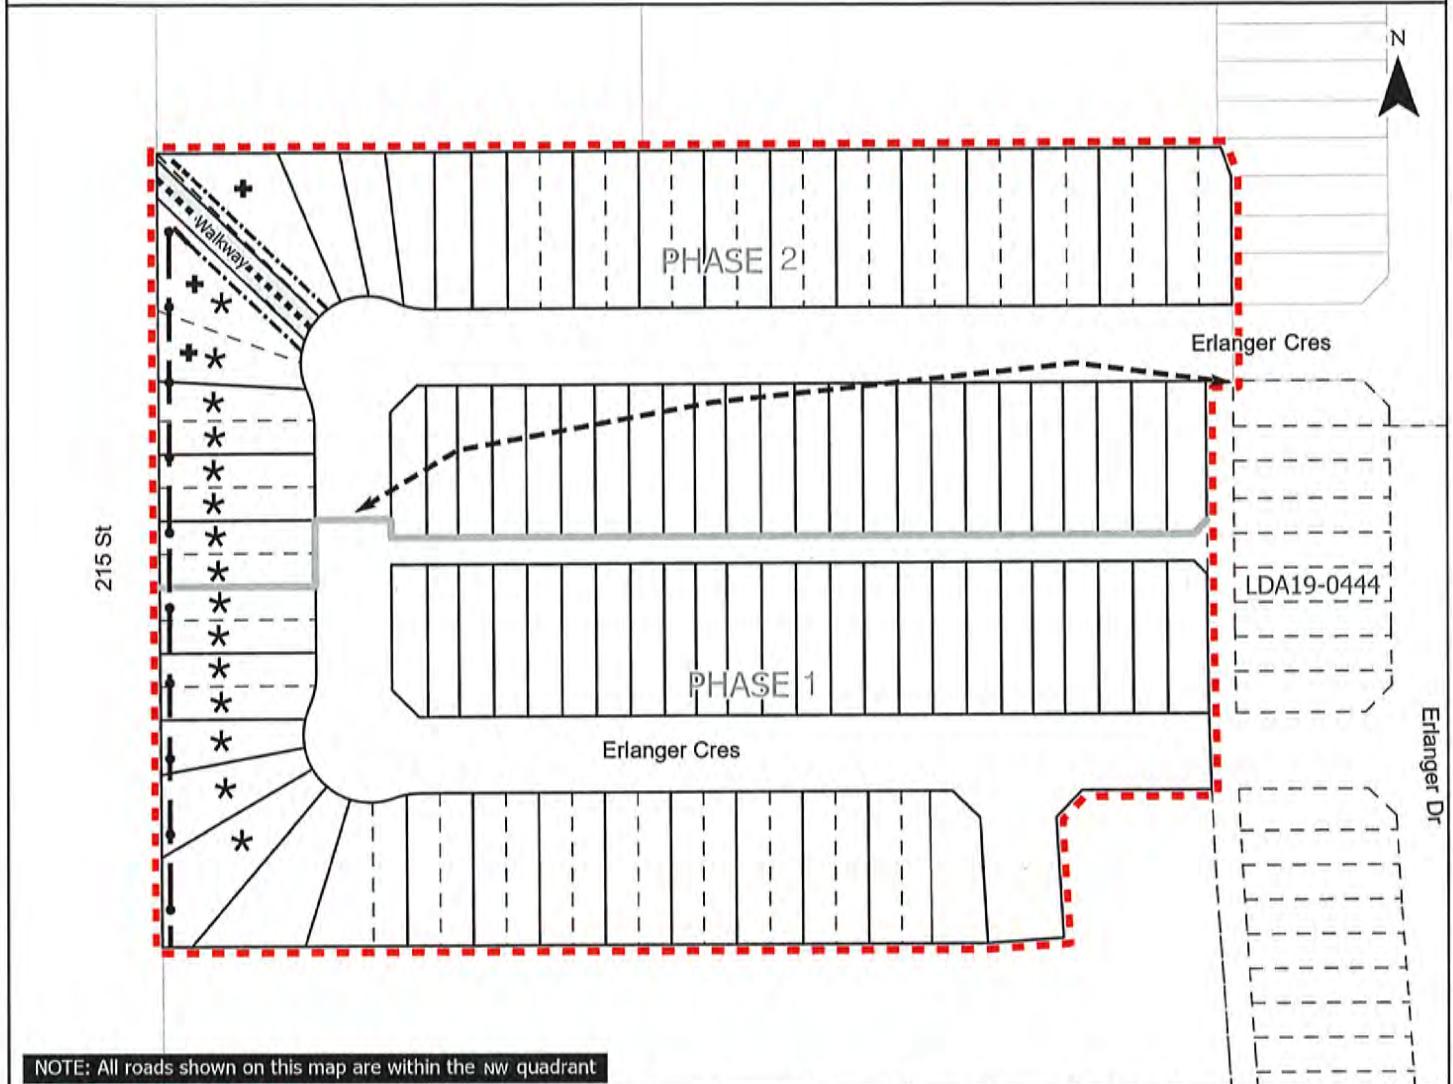 N
Walkway
PHASE 2
Erlanger Cres
215 St
LDA19-0444
PHASE 1
Erlanger Cres
Erlanger Dr
NOTE: All roads shown on this map are within the NW quadrant